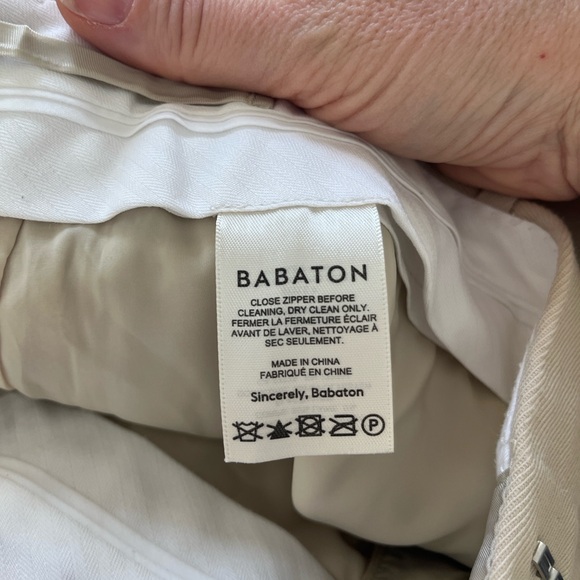 BABATON
CLOSE ZIPPER BEFORE
CLEANING, DRY CLEAN ONLY.
FERMER LA FERMETURE ÉCLAIR
AVANT DE LAVER, NETTOYAGE À
SEC SEULEMENT.
MADE IN CHINA
FABRIQUÉ EN CHINE
Sincerely, Babaton
P